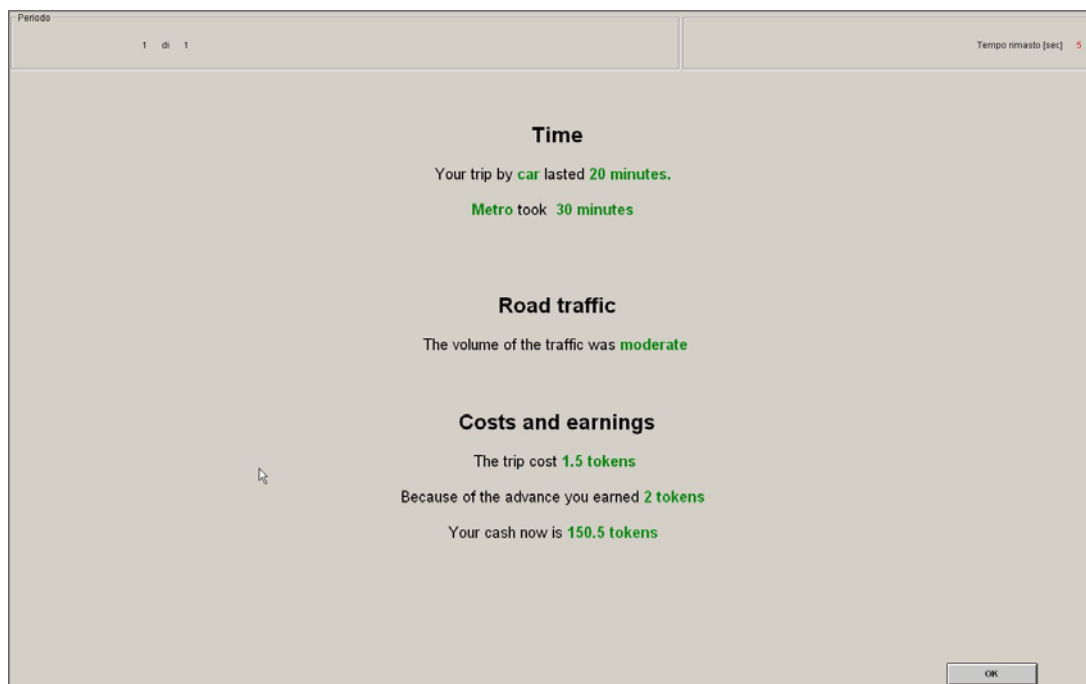 Periodo
1 di 1
Tempo rimasto [sec] 5
Time
Your trip by car lasted 20 minutes.
Metro took 30 minutes
Road traffic
The volume of the traffic was moderate
Costs and earnings
The trip cost 1.5 tokens
Because of the advance you earned 2 tokens
Your cash now is 150.5 tokens
OK